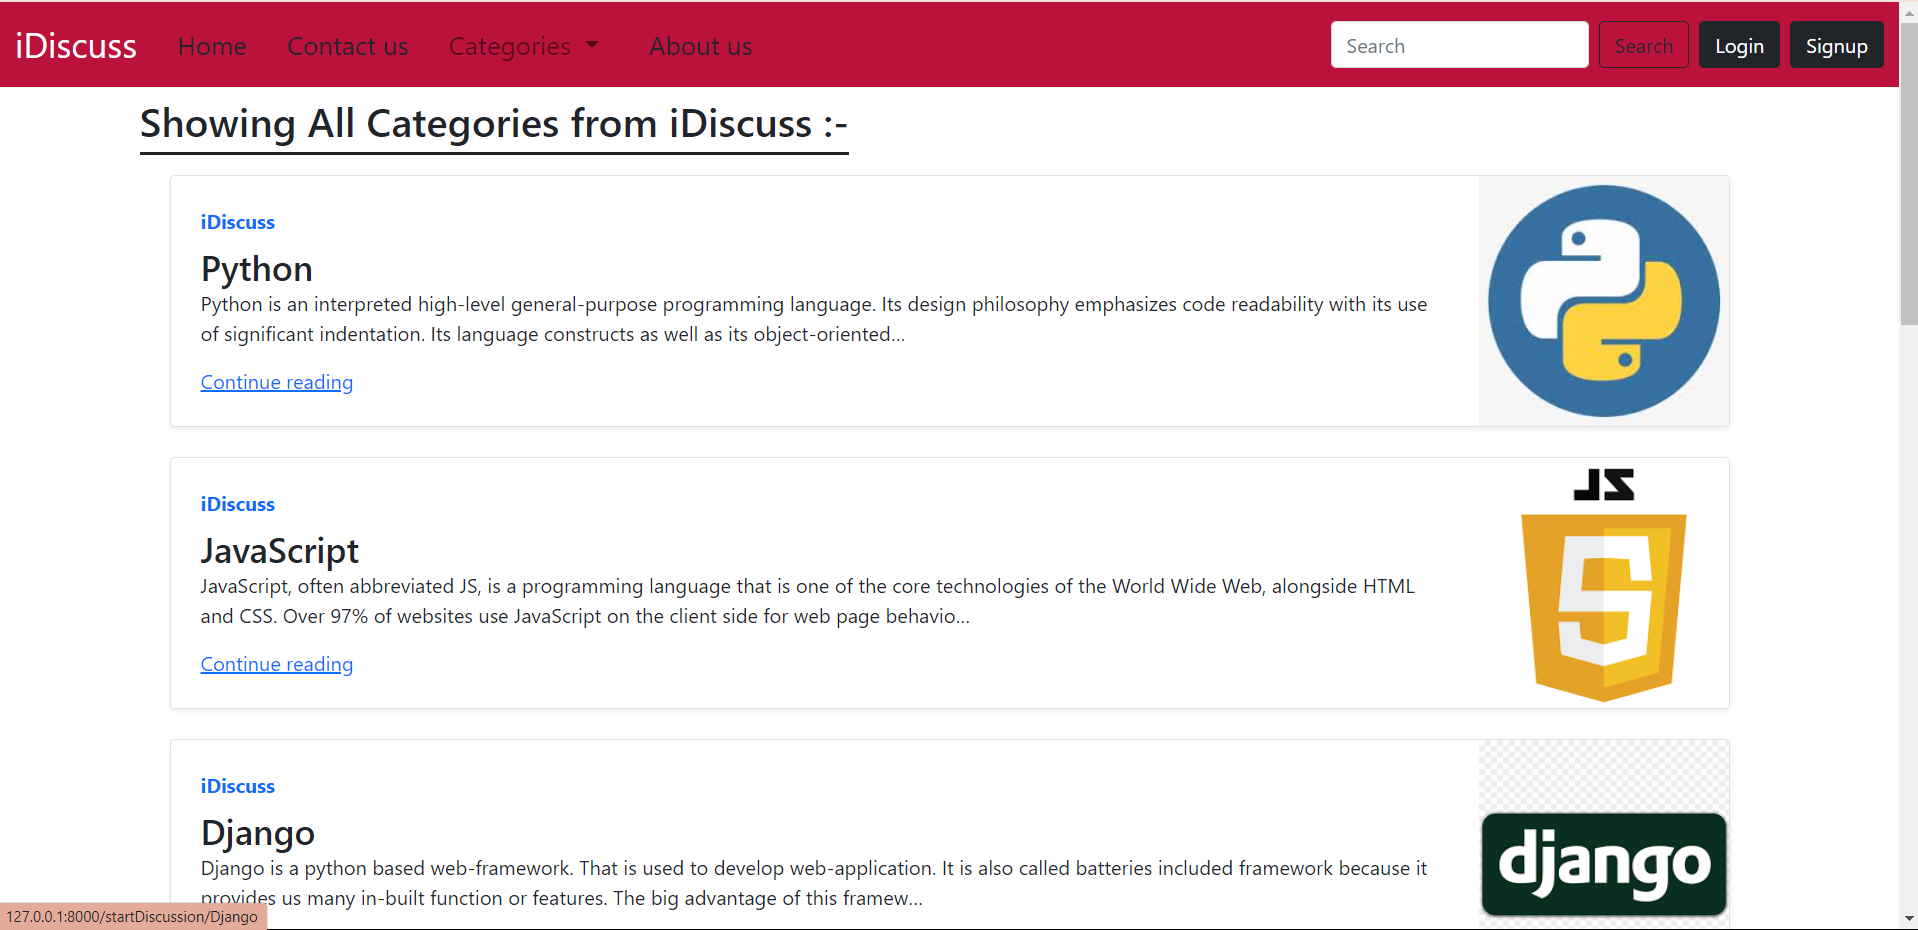 iDiscuss Home Contact us Categories About us Search Search Login Signup
Showing All Categories from iDiscuss :-
iDiscuss
Python
Python is an interpreted high-level general-purpose programming language. Its design philosophy emphasizes code readability with its use
of significant indentation. Its language constructs as well as its object-oriented...
Continue reading
iDiscuss
JavaScript
JavaScript, often abbreviated JS, is a programming language that is one of the core technologies of the World Wide Web, alongside HTML
and CSS. Over 97% of websites use JavaScript on the client side for web page behavio...
Continue reading
JS
iDiscuss
Django
Django is a python based web-framework. That is used to develop web-application. It is also called batteries included framework because it
provides us many in-built function or features. The big advantage of this framew...
django
127.0.0.1:8000/startDiscussion/Django